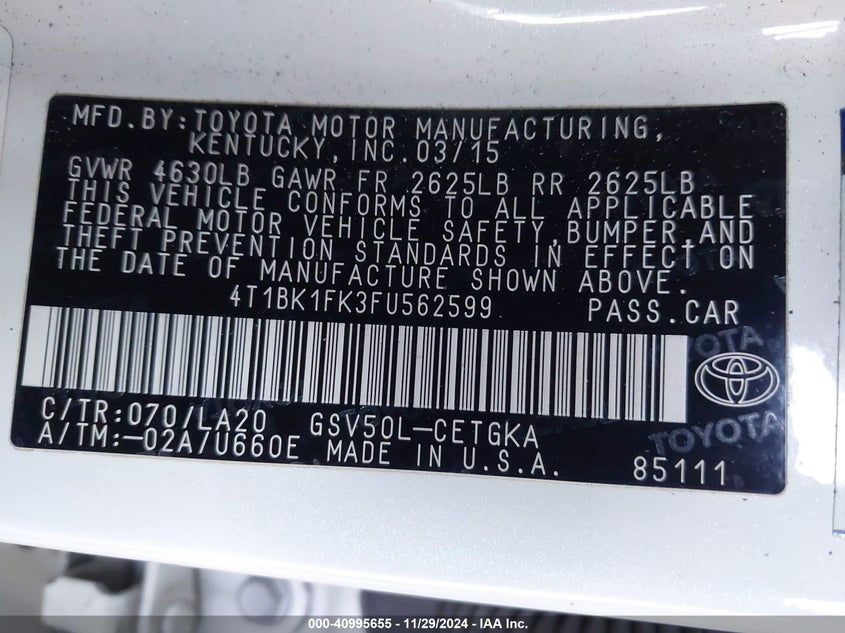 MFD.BY:TOYOTA MOTOR MANUFACTURING,
KENTUCKY,INC.03/15
GVWR 4630LB GAWR FR 2625LB RR 2625LB
THIS VEHICLE CONFORMS TO ALL APPLICABLE
FEDERAL MOTOR VEHICLE SAFETY,BUMPER,AND
THEFT PREVENTION STANDARDS IN EFFECT ON
THE DATE OF MANUFACTURE SHOWN ABOVE.
4T1BK1FK3FU562599 PASS.CAR
TOYOTA
C/TR:070/LA20 GSV50L-CETGKA
TOYOTA
A/TM:-02A/U660E MADE IN U.S.A. 85111
000-40995655 - 11/29/2024 - IAA Inc.